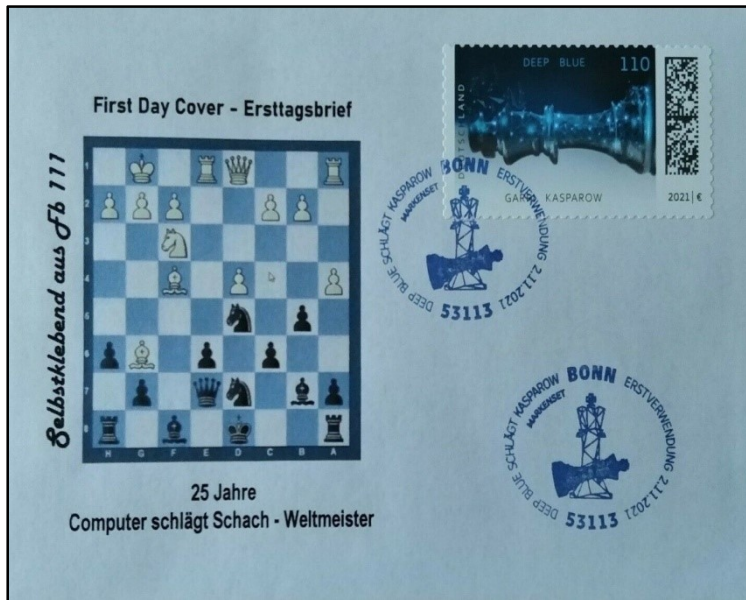 First Day Cover - Ersttagsbrief
Selbstklebend aus Fb 111
1
2
3
4
5
6
7
8
H G F E D C B A
25 Jahre
Computer schlägt Schach - Weltmeister
DEEP BLUE 110
DEUTSCHLAND
GARRI KASPAROW
2021 | €
DEEP BLUE SCHLÄGT KASPAROW BONN ERSTVERWENDUNG 2.11.2021
MARKENSET
53113
DEEP BLUE SCHLÄGT KASPAROW BONN ERSTVERWENDUNG 2.11.2021
MARKENSET
53113